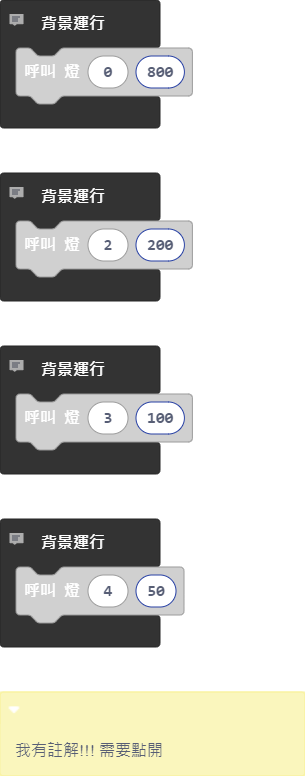 背景運行
呼叫 燈 0 800
背景運行
呼叫 燈 2 200
背景運行
呼叫 燈 3 100
背景運行
呼叫 燈 4 50
我有註解!!! 需要點開